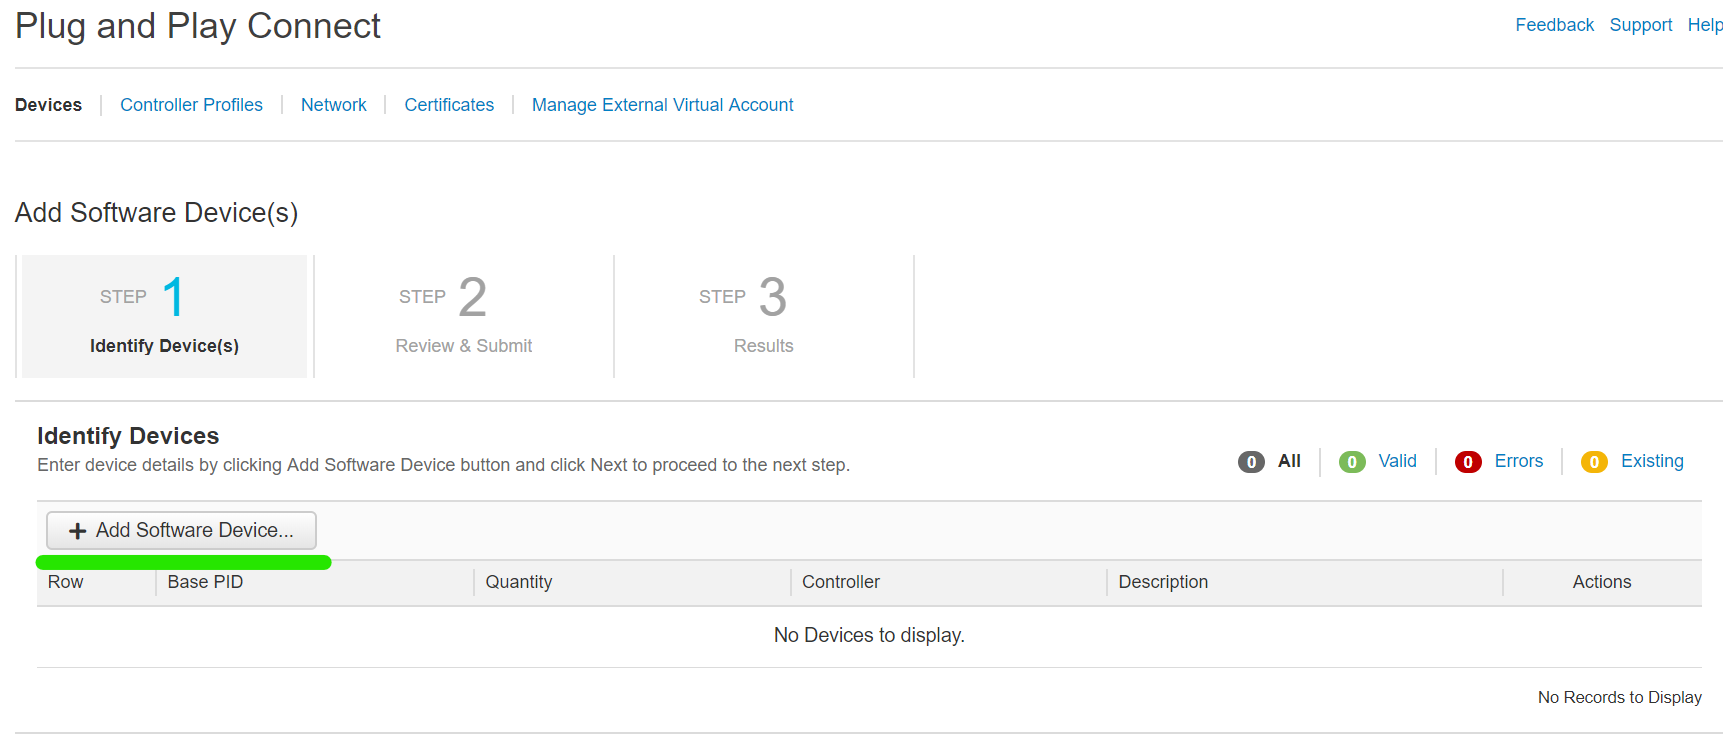 Plug and Play Connect
Feedback Support Help
Devices Controller Profiles Network Certificates Manage External Virtual Account
Add Software Device(s)
STEP 1
Identify Device(s)
STEP 2
Review & Submit
STEP 3
Results
Identify Devices
Enter device details by clicking Add Software Device button and click Next to proceed to the next step.
0 All 0 Valid 0 Errors 0 Existing
+ Add Software Device...
Row Base PID Quantity Controller Description Actions
No Devices to display.
No Records to Display